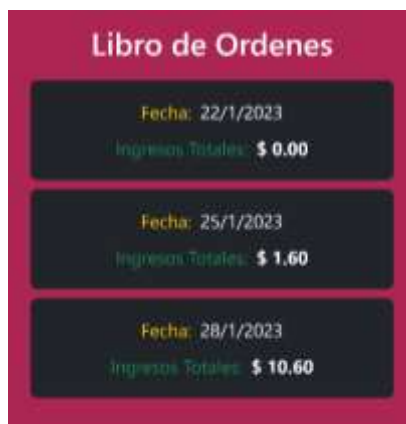 Libro de Ordenes
Fecha: 22/1/2023
Ingresos Totales: $ 0.00
Fecha: 25/1/2023
Ingresos Totales: $ 1.60
Fecha: 28/1/2023
Ingresos Totales: $ 10.60